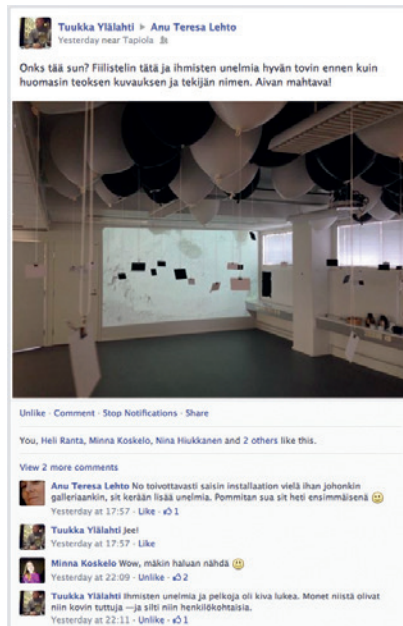 Tuukka Ylälahti ▸ Anu Teresa Lehto
Yesterday near Tapiola
Onks tää sun? Fiilistelin tätä ja ihmisten unelmia hyvän tovin ennen kuin
huomasin teoksen kuvauksen ja tekijän nimen. Aivan mahtava!
Unlike · Comment · Stop Notifications · Share
You, Heli Ranta, Minna Koskelo, Nina Hiukkanen and 2 others like this.
View 2 more comments
Anu Teresa Lehto No toivottavasti saisin installaation vielä ihan johonkin
galleriaankin, sit kerään lisää unelmia. Pommitan sua sit heti ensimmäisenä
Yesterday at 17:57 · Like · 1
Tuukka Ylälahti Jee!
Yesterday at 17:57 · Like
Minna Koskelo Wow, mäkin haluan nähdä
Yesterday at 22:09 · Unlike · 2
Tuukka Ylälahti Ihmisten unelmia ja pelkoja oli kiva lukea. Monet niistä olivat
niin kovin tuttuja —ja silti niin henkilökohtaisia.
Yesterday at 22:11 · Unlike · 1